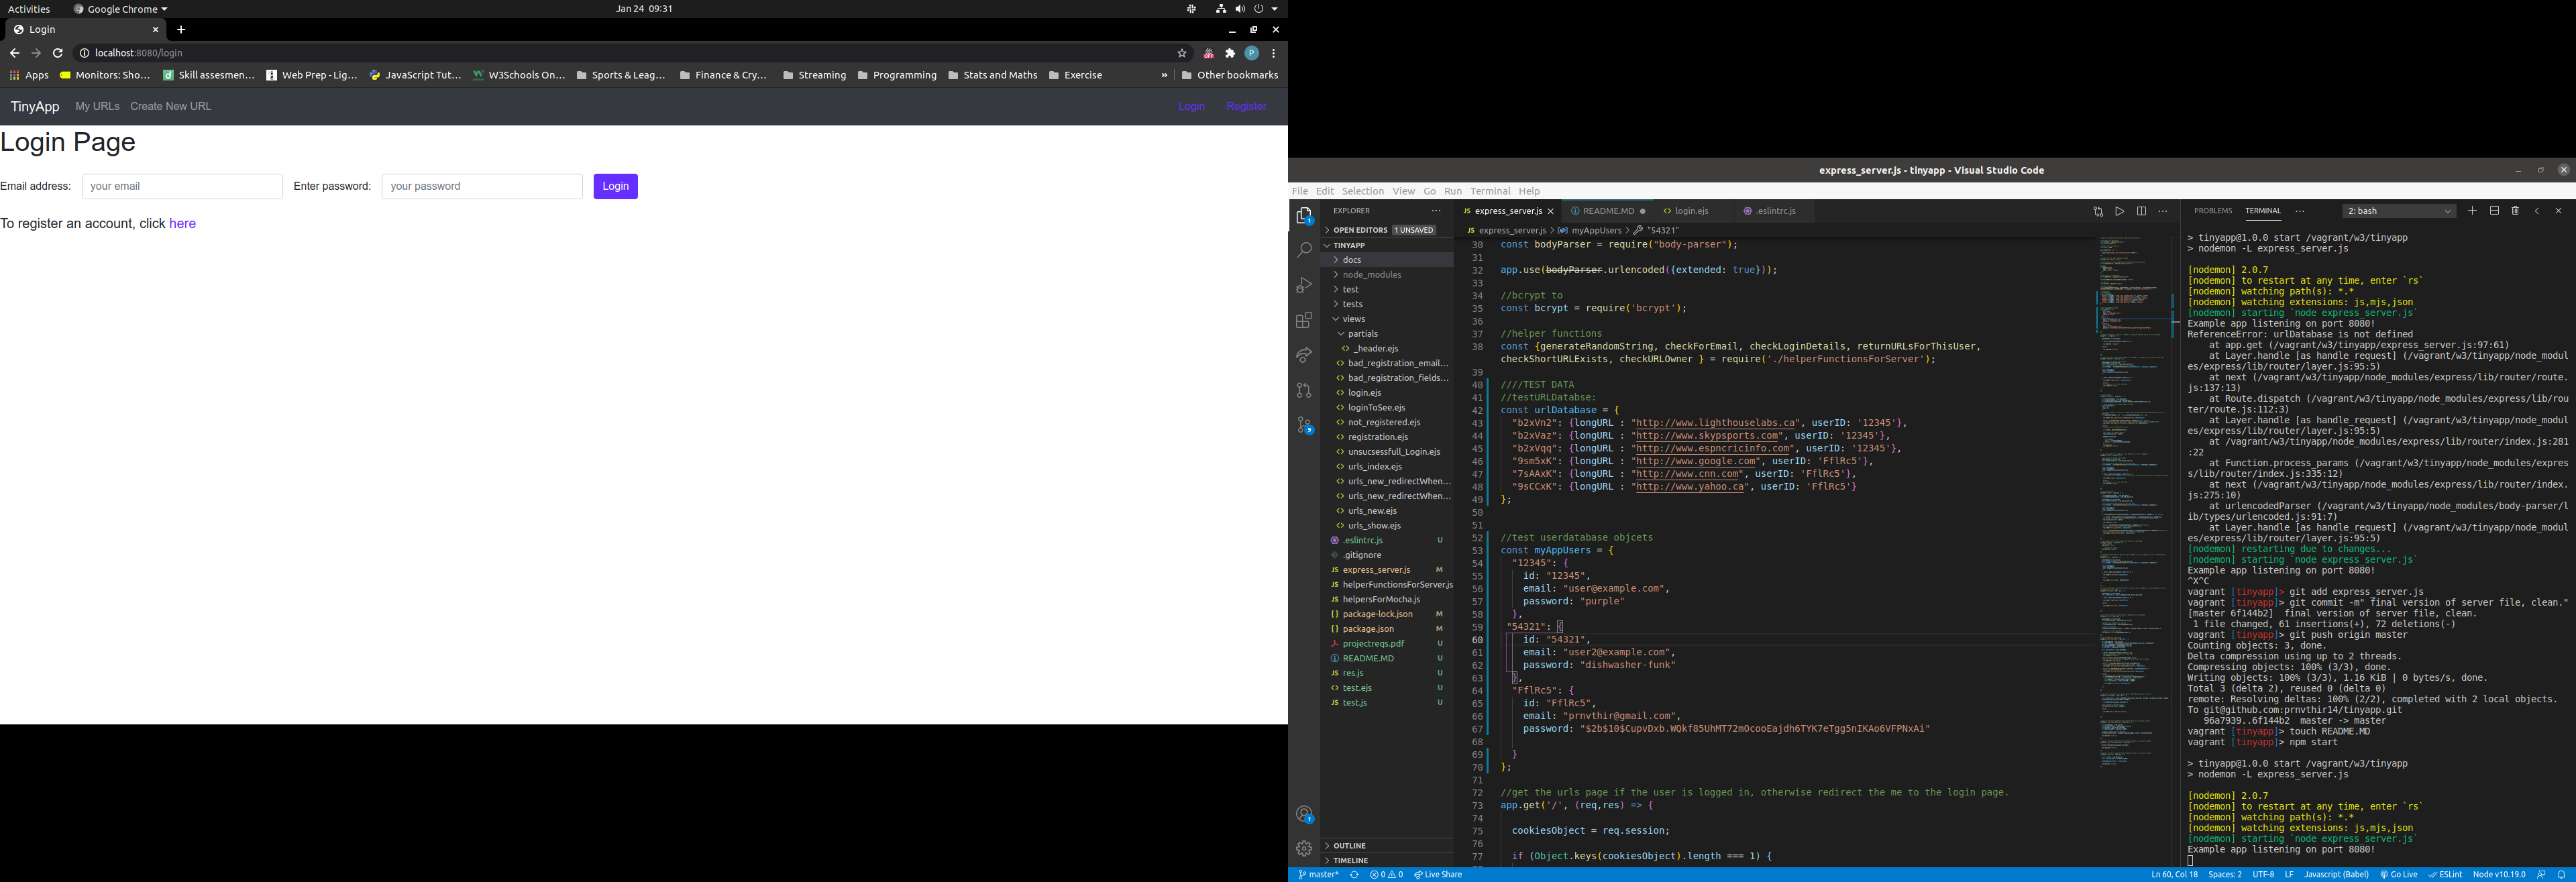 Activities
Google Chrome
Jan 24 09:31
Login
localhost:8080/login
Apps
Monitors: Sho...
Skill assesmen...
Web Prep - Lig...
JavaScript Tut...
W3Schools On...
Sports & Leag...
Finance & Cry...
Streaming
Programming
Stats and Maths
Exercise
»
Other bookmarks
TinyApp
My URLs
Create New URL
Login
Register
Login Page
Email address:
your email
Enter password:
your password
Login
To register an account, click here
express_server.js - tinyapp - Visual Studio Code
File Edit Selection View Go Run Terminal Help
EXPLORER
OPEN EDITORS 1 UNSAVED
TINYAPP
docs
node_modules
test
tests
views
partials
_header.ejs
bad_registration_email...
bad_registration_fields...
login.ejs
loginToSee.ejs
not_registered.ejs
registration.ejs
unsucsessfull_Login.ejs
urls_index.ejs
urls_new_redirectWhen...
urls_new_redirectWhen...
urls_new.ejs
urls_show.ejs
.eslintrc.js U
.gitignore
express_server.js M
helperFunctionsForServer.js
helpersForMocha.js
package-lock.json M
package.json M
projectreqs.pdf U
README.MD U
res.js U
test.ejs U
test.js U
OUTLINE
TIMELINE
express_server.js
README.MD
login.ejs
.eslintrc.js
express_server.js > myAppUsers > "54321"
30 const bodyParser = require("body-parser");
31
32 app.use(bodyParser.urlencoded({extended: true}));
33
34 //bcrypt to
35 const bcrypt = require('bcrypt');
36
37 //helper functions
38 const {generateRandomString, checkForEmail, checkLoginDetails, returnURLsForThisUser,
checkShortURLExists, checkURLOwner } = require('./helperFunctionsForServer');
39
40 ////TEST DATA
41 //testURLDatabse:
42 const urlDatabase = {
43 "b2xVn2": {longURL : "http://www.lighthouselabs.ca", userID: '12345'},
44 "b2xVaz": {longURL : "http://www.skypsports.com", userID: '12345'},
45 "b2xVqq": {longURL : "http://www.espncricinfo.com", userID: '12345'},
46 "9sm5xK": {longURL : "http://www.google.com", userID: 'FflRc5'},
47 "7sAAxK": {longURL : "http://www.cnn.com", userID: 'FflRc5'},
48 "9sCCxK": {longURL : "http://www.yahoo.ca", userID: 'FflRc5'}
49 };
50
51
52 //test userdatabase objcets
53 const myAppUsers = {
54 "12345": {
55 id: "12345",
56 email: "user@example.com",
57 password: "purple"
58 },
59 "54321": {
60 id: "54321",
61 email: "user2@example.com",
62 password: "dishwasher-funk"
63 },
64 "FflRc5": {
65 id: "FflRc5",
66 email: "prnvthir@gmail.com",
67 password: "$2b$10$CupvDxb.WQkf85UhMT72mOcooEajdh6TYK7eTgg5nIKAo6VFPNxAi"
68
69 }
70 };
71
72 //get the urls page if the user is logged in, otherwise redirect the me to the login page.
73 app.get('/', (req,res) => {
74
75 cookiesObject = req.session;
76
77 if (Object.keys(cookiesObject).length === 1) {
PROBLEMS TERMINAL ... 2: bash
> tinyapp@1.0.0 start /vagrant/w3/tinyapp
> nodemon -L express_server.js
[nodemon] 2.0.7
[nodemon] to restart at any time, enter `rs`
[nodemon] watching path(s): *.*
[nodemon] watching extensions: js,mjs,json
[nodemon] starting `node express_server.js`
Example app listening on port 8080!
ReferenceError: urlDatabase is not defined
at app.get (/vagrant/w3/tinyapp/express_server.js:97:61)
at Layer.handle [as handle_request] (/vagrant/w3/tinyapp/node_modul
es/express/lib/router/layer.js:95:5)
at next (/vagrant/w3/tinyapp/node_modules/express/lib/router/route.
js:137:13)
at Route.dispatch (/vagrant/w3/tinyapp/node_modules/express/lib/rou
ter/route.js:112:3)
at Layer.handle [as handle_request] (/vagrant/w3/tinyapp/node_modul
es/express/lib/router/layer.js:95:5)
at /vagrant/w3/tinyapp/node_modules/express/lib/router/index.js:281
:22
at Function.process_params (/vagrant/w3/tinyapp/node_modules/expres
s/lib/router/index.js:335:12)
at next (/vagrant/w3/tinyapp/node_modules/express/lib/router/index.
js:275:10)
at urlencodedParser (/vagrant/w3/tinyapp/node_modules/body-parser/l
ib/types/urlencoded.js:91:7)
at Layer.handle [as handle_request] (/vagrant/w3/tinyapp/node_modul
es/express/lib/router/layer.js:95:5)
[nodemon] restarting due to changes...
[nodemon] starting `node express_server.js`
Example app listening on port 8080!
^X^C
vagrant [tinyapp]> git add express_server.js
vagrant [tinyapp]> git commit -m" final version of server file, clean."
[master 6f144b2] final version of server file, clean.
1 file changed, 61 insertions(+), 72 deletions(-)
vagrant [tinyapp]> git push origin master
Counting objects: 3, done.
Delta compression using up to 2 threads.
Compressing objects: 100% (3/3), done.
Writing objects: 100% (3/3), 1.16 KiB | 0 bytes/s, done.
Total 3 (delta 2), reused 0 (delta 0)
remote: Resolving deltas: 100% (2/2), completed with 2 local objects.
To git@github.com:prnvthir14/tinyapp.git
96a7939..6f144b2 master -> master
vagrant [tinyapp]> touch README.MD
vagrant [tinyapp]> npm start
> tinyapp@1.0.0 start /vagrant/w3/tinyapp
> nodemon -L express_server.js
[nodemon] 2.0.7
[nodemon] to restart at any time, enter `rs`
[nodemon] watching path(s): *.*
[nodemon] watching extensions: js,mjs,json
[nodemon] starting `node express_server.js`
Example app listening on port 8080!
master* 0 0 Live Share
Ln 60, Col 18 Spaces: 2 UTF-8 LF Javascript (Babel) Go Live ESLint Node v10.19.0